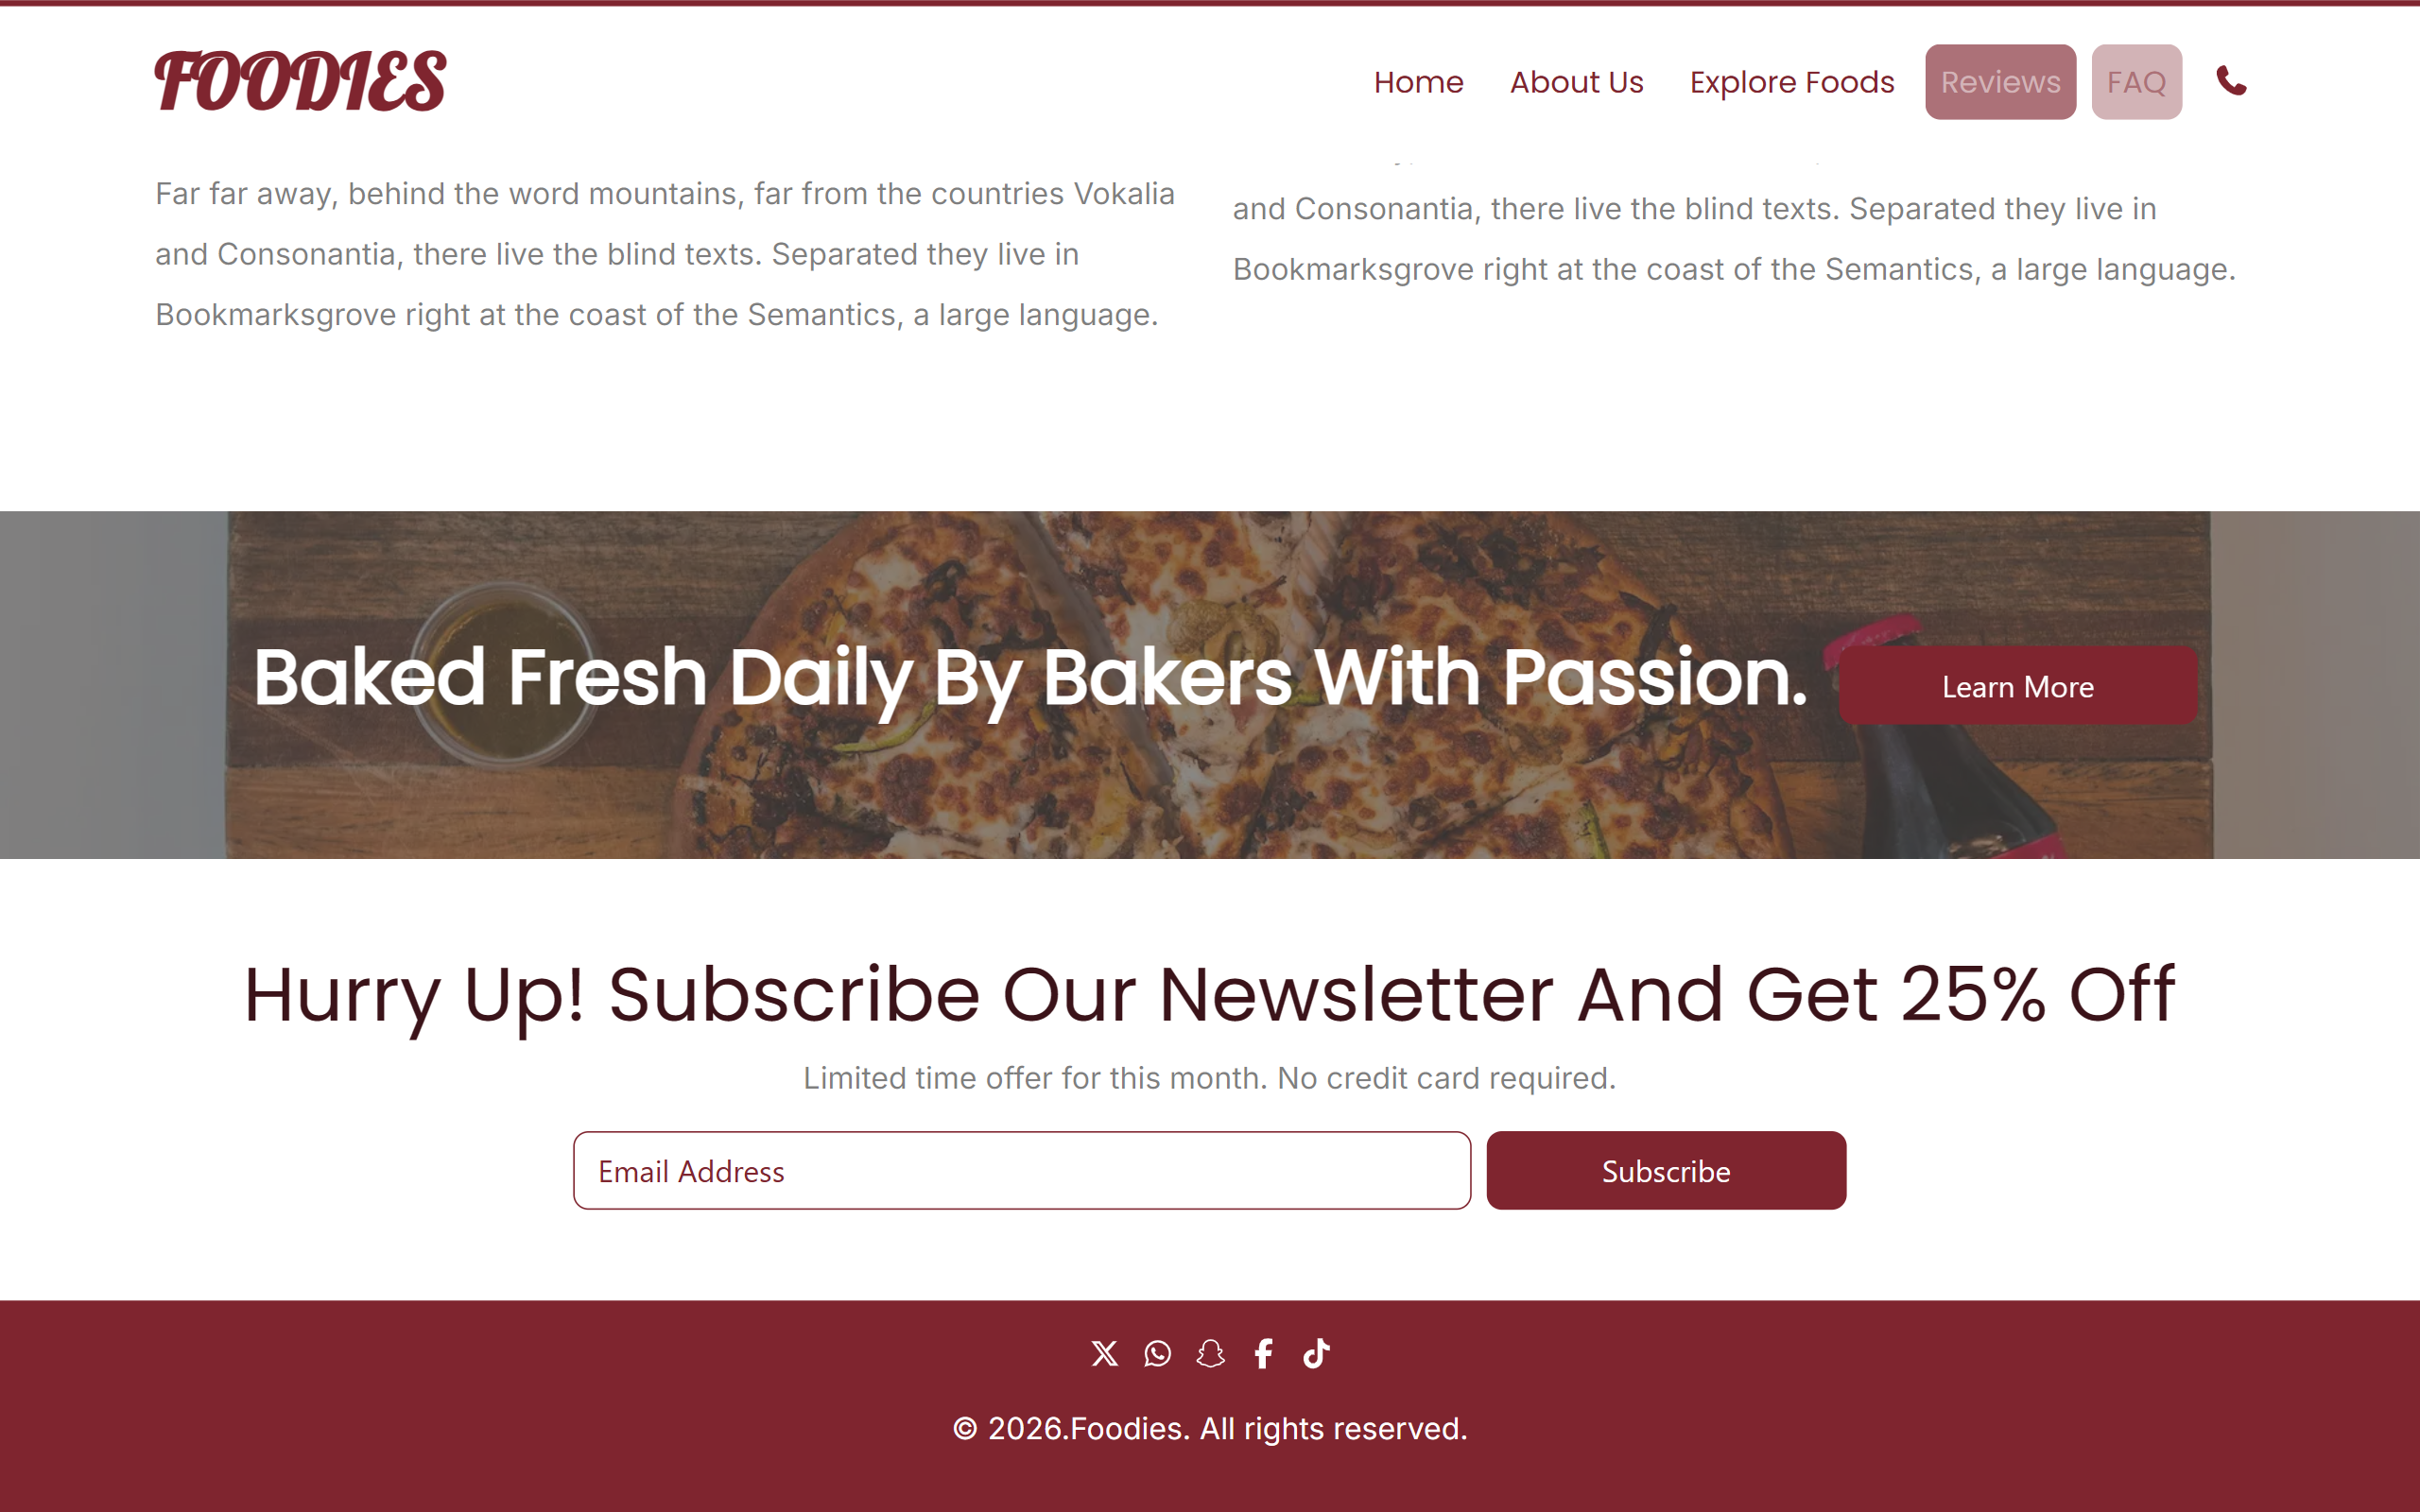 FOODIES
Home About Us Explore Foods Reviews FAQ
Far far away, behind the word mountains, far from the countries Vokalia
and Consonantia, there live the blind texts. Separated they live in
Bookmarksgrove right at the coast of the Semantics, a large language.
and Consonantia, there live the blind texts. Separated they live in
Bookmarksgrove right at the coast of the Semantics, a large language.
Baked Fresh Daily By Bakers With Passion.
Learn More
Hurry Up! Subscribe Our Newsletter And Get 25% Off
Limited time offer for this month. No credit card required.
Email Address
Subscribe
© 2026.Foodies. All rights reserved.